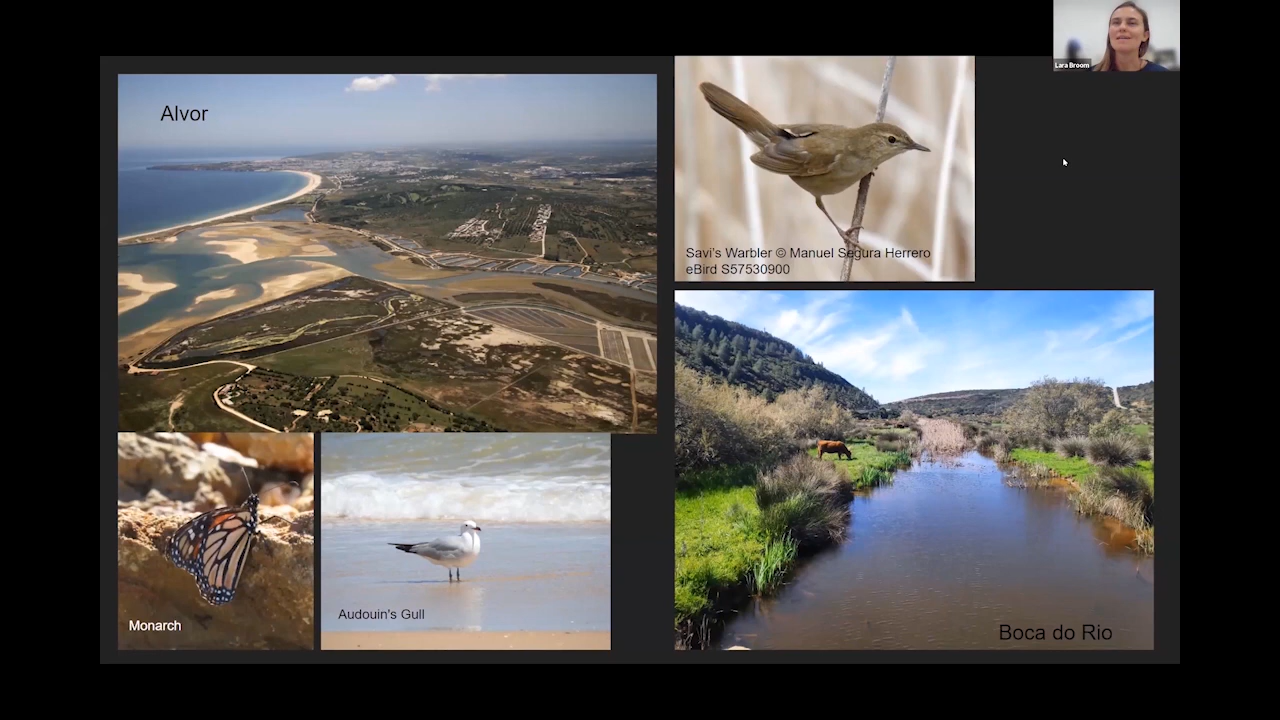 Lara Broom
Alvor
Savi's Warbler © Manuel Segura Herrero
eBird S57530900
Monarch
Audouin's Gull
Boca do Rio